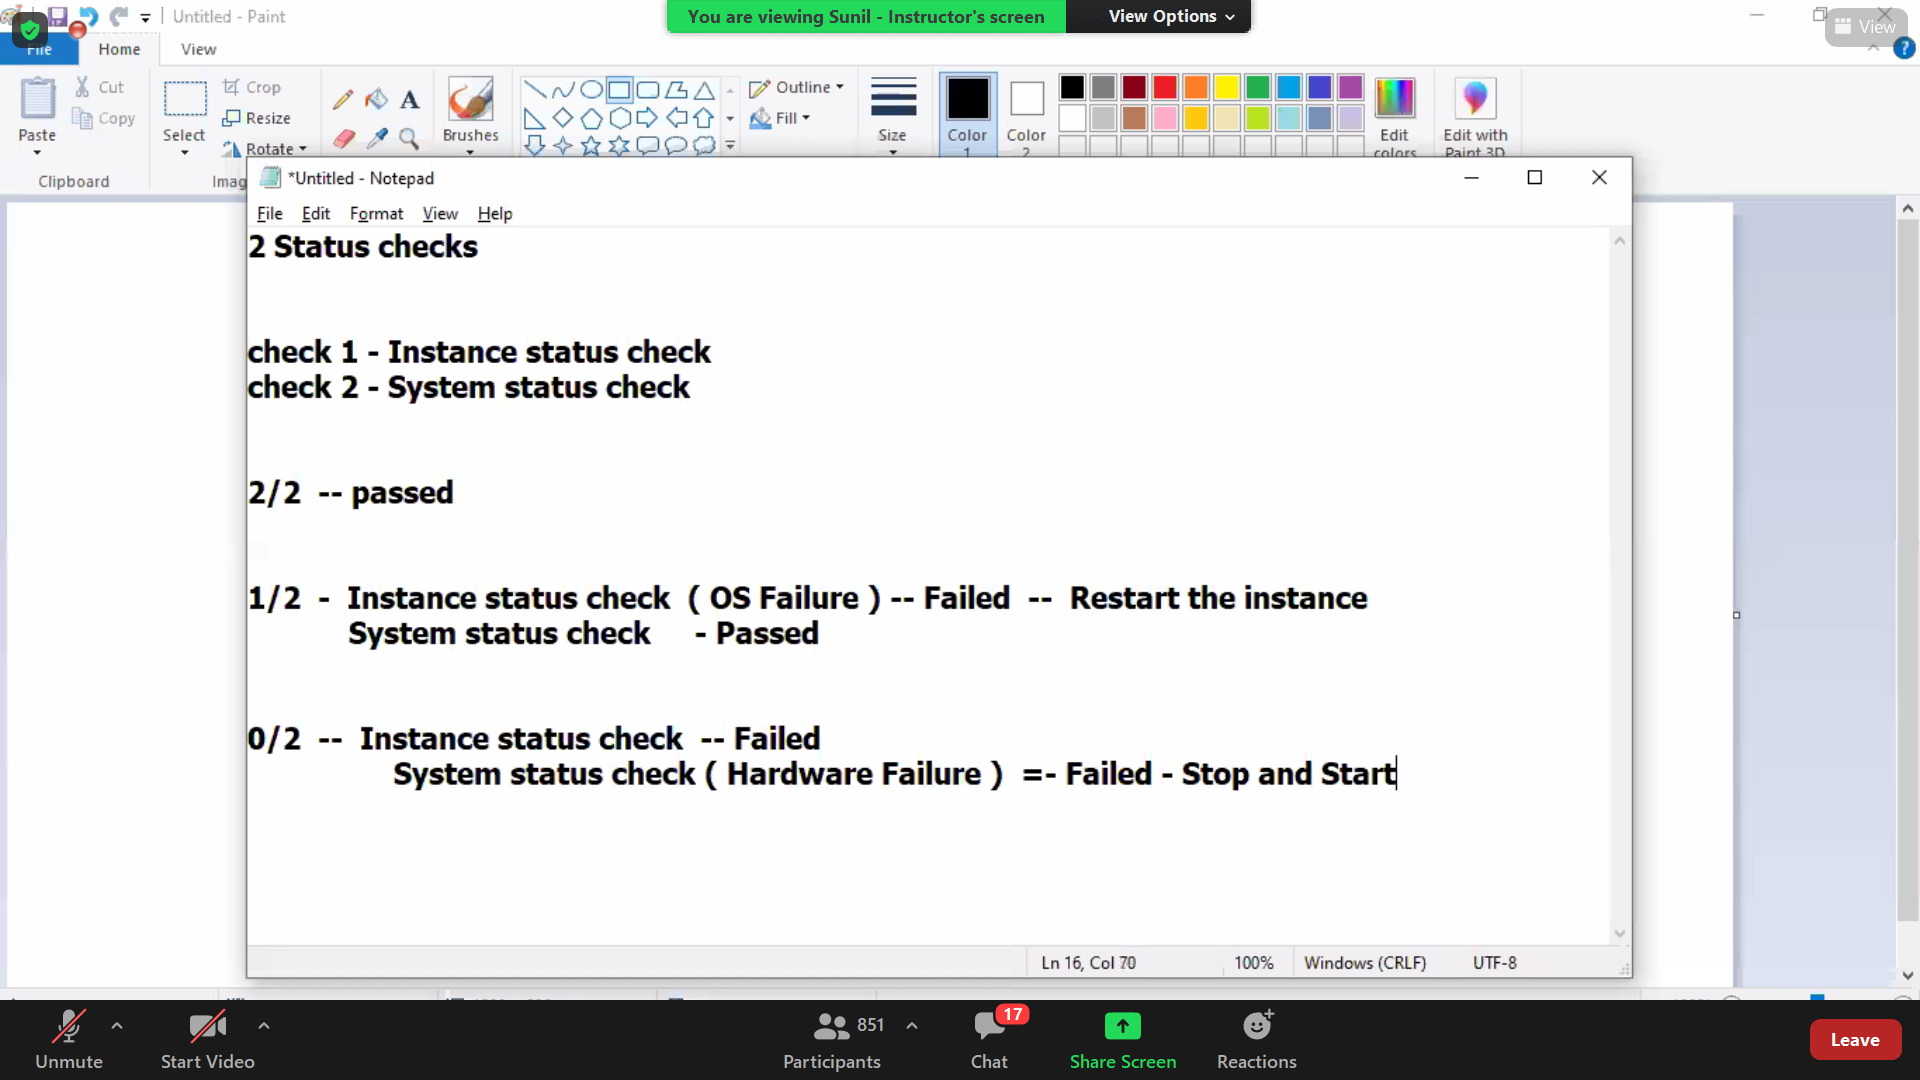 Untitled - Paint
You are viewing Sunil - Instructor's screen
View Options
View
File
Home
View
Paste
Cut
Copy
Clipboard
Select
Crop
Resize
Rotate
Imag
Brushes
Outline
Fill
Size
Color
1
Color
2
Edit
colors
Edit with
Paint 3D
*Untitled - Notepad
File Edit Format View Help
2 Status checks
check 1 - Instance status check
check 2 - System status check
2/2 -- passed
1/2 - Instance status check ( OS Failure ) -- Failed -- Restart the instance
System status check - Passed
0/2 -- Instance status check -- Failed
System status check ( Hardware Failure ) =- Failed - Stop and Start
Ln 16, Col 70
100%
Windows (CRLF)
UTF-8
Unmute
Start Video
851
Participants
17
Chat
Share Screen
Reactions
Leave